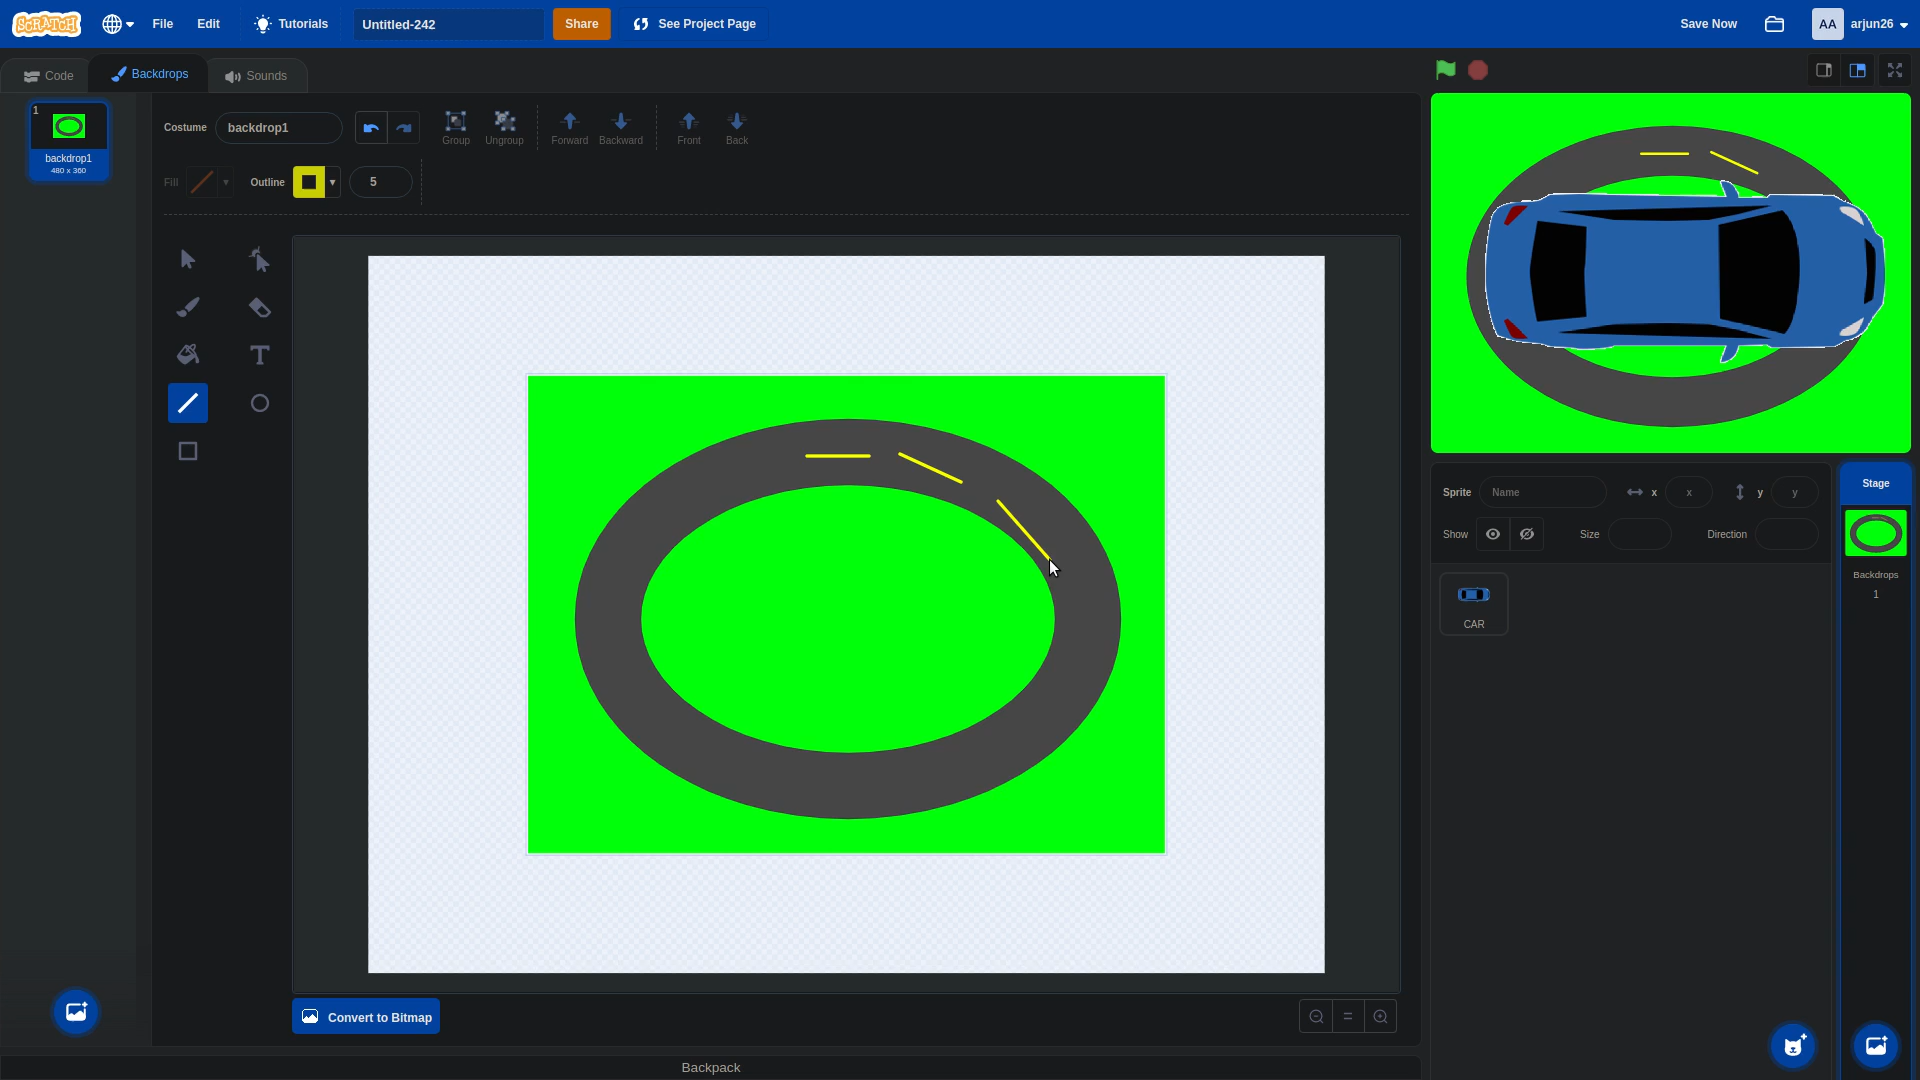 SCRATCH File Edit Tutorials Untitled-242 Share See Project Page Save Now AA arjun26
Code Backdrops Sounds
1
backdrop1
480 x 360
Costume backdrop1 Group Ungroup Forward Backward Front Back
Fill Outline 5
T
Convert to Bitmap
Backpack
Sprite Name x x y y
Show Size Direction
CAR
Stage
Backdrops
1